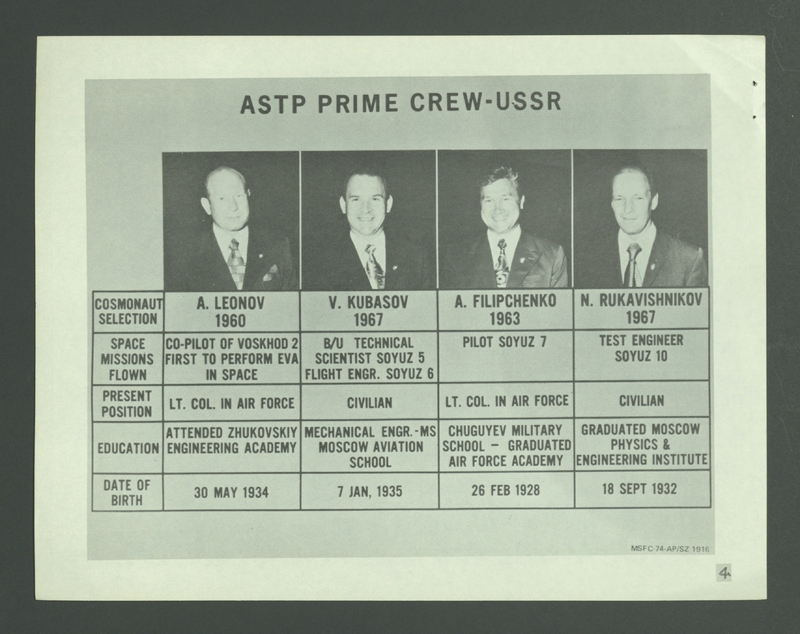 ASTP PRIME CREW-USSR
COSMONAUT
SELECTION
A. LEONOV
1960
V. KUBASOV
1967
A. FILIPCHENKO
1963
N. RUKAVISHNIKOV
1967
SPACE
MISSIONS
FLOWN
CO-PILOT OF VOSKHOD 2
FIRST TO PERFORM EVA
IN SPACE
B/U TECHNICAL
SCIENTIST SOYUZ 5
FLIGHT ENGR. SOYUZ 6
PILOT SOYUZ 7
TEST ENGINEER
SOYUZ 10
PRESENT
POSITION
LT. COL. IN AIR FORCE
CIVILIAN
LT. COL. IN AIR FORCE
CIVILIAN
EDUCATION
ATTENDED ZHUKOVSKIY
ENGINEERING ACADEMY
MECHANICAL ENGR.-MS
MOSCOW AVIATION
SCHOOL
CHUGUYEV MILITARY
SCHOOL – GRADUATED
AIR FORCE ACADEMY
GRADUATED MOSCOW
PHYSICS &
ENGINEERING INSTITUTE
DATE OF
BIRTH
30 MAY 1934
7 JAN, 1935
26 FEB 1928
18 SEPT 1932
MSFC-74-AP/SZ 1916
4